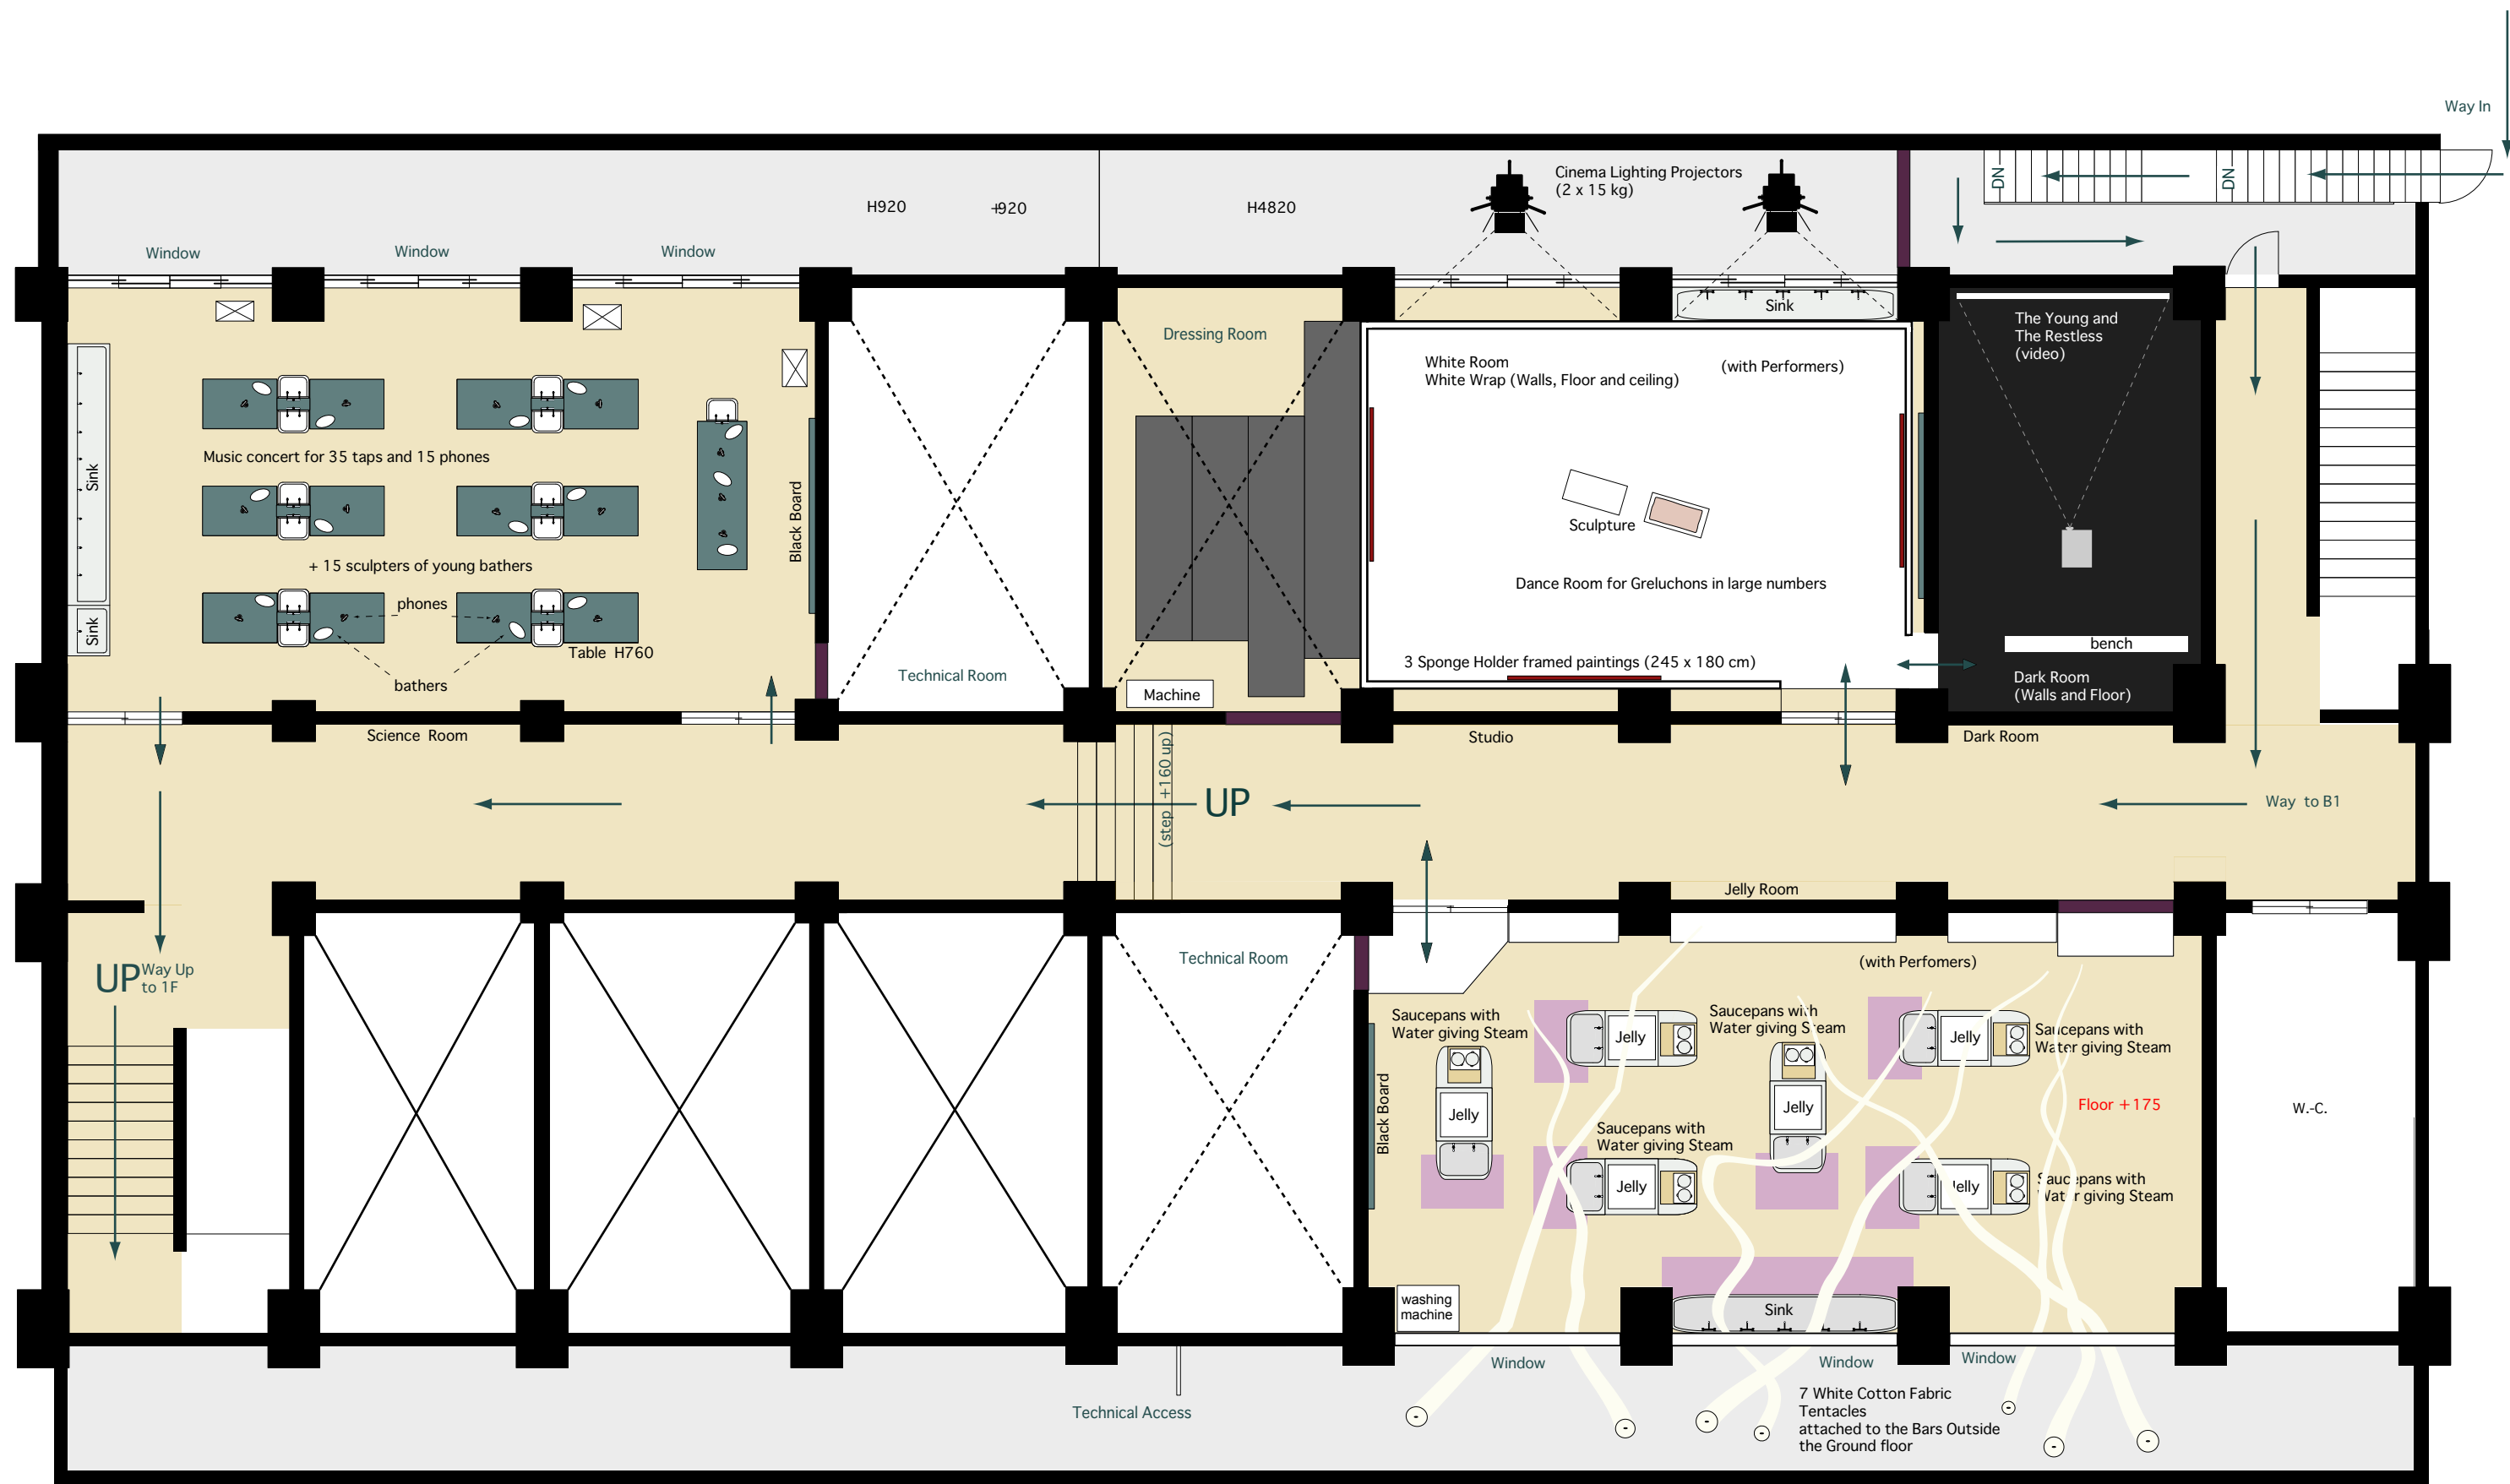 Way In
Cinema Lighting Projectors
(2 x 15 kg)
DN
DN
H920
+920
H4820
Window
Window
Window
Sink
Dressing Room
The Young and
The Restless
(video)
White Room
White Wrap (Walls, Floor and ceiling)
(with Performers)
Music concert for 35 taps and 15 phones
Sink
Black Board
Sculpture
+ 15 sculpters of young bathers
Dance Room for Greluchons in large numbers
phones
Sink
bench
Table H760
3 Sponge Holder framed paintings (245 x 180 cm)
Technical Room
bathers
Machine
Dark Room
(Walls and Floor)
Science Room
Studio
Dark Room
(step +160 up)
UP
Way to B1
Jelly Room
Technical Room
(with Perfomers)
UP
Way Up
to 1F
Saucepans with
Water giving Steam
Saucepans with
Water giving Steam
Saucepans with
Water giving Steam
Jelly
Jelly
Jelly
Jelly
Floor +175
W.-C.
Black Board
Saucepans with
Water giving Steam
Saucepans with
Water giving Steam
Jelly
Jelly
washing
machine
Sink
Window
Window
Window
Technical Access
7 White Cotton Fabric
Tentacles
attached to the Bars Outside
the Ground floor